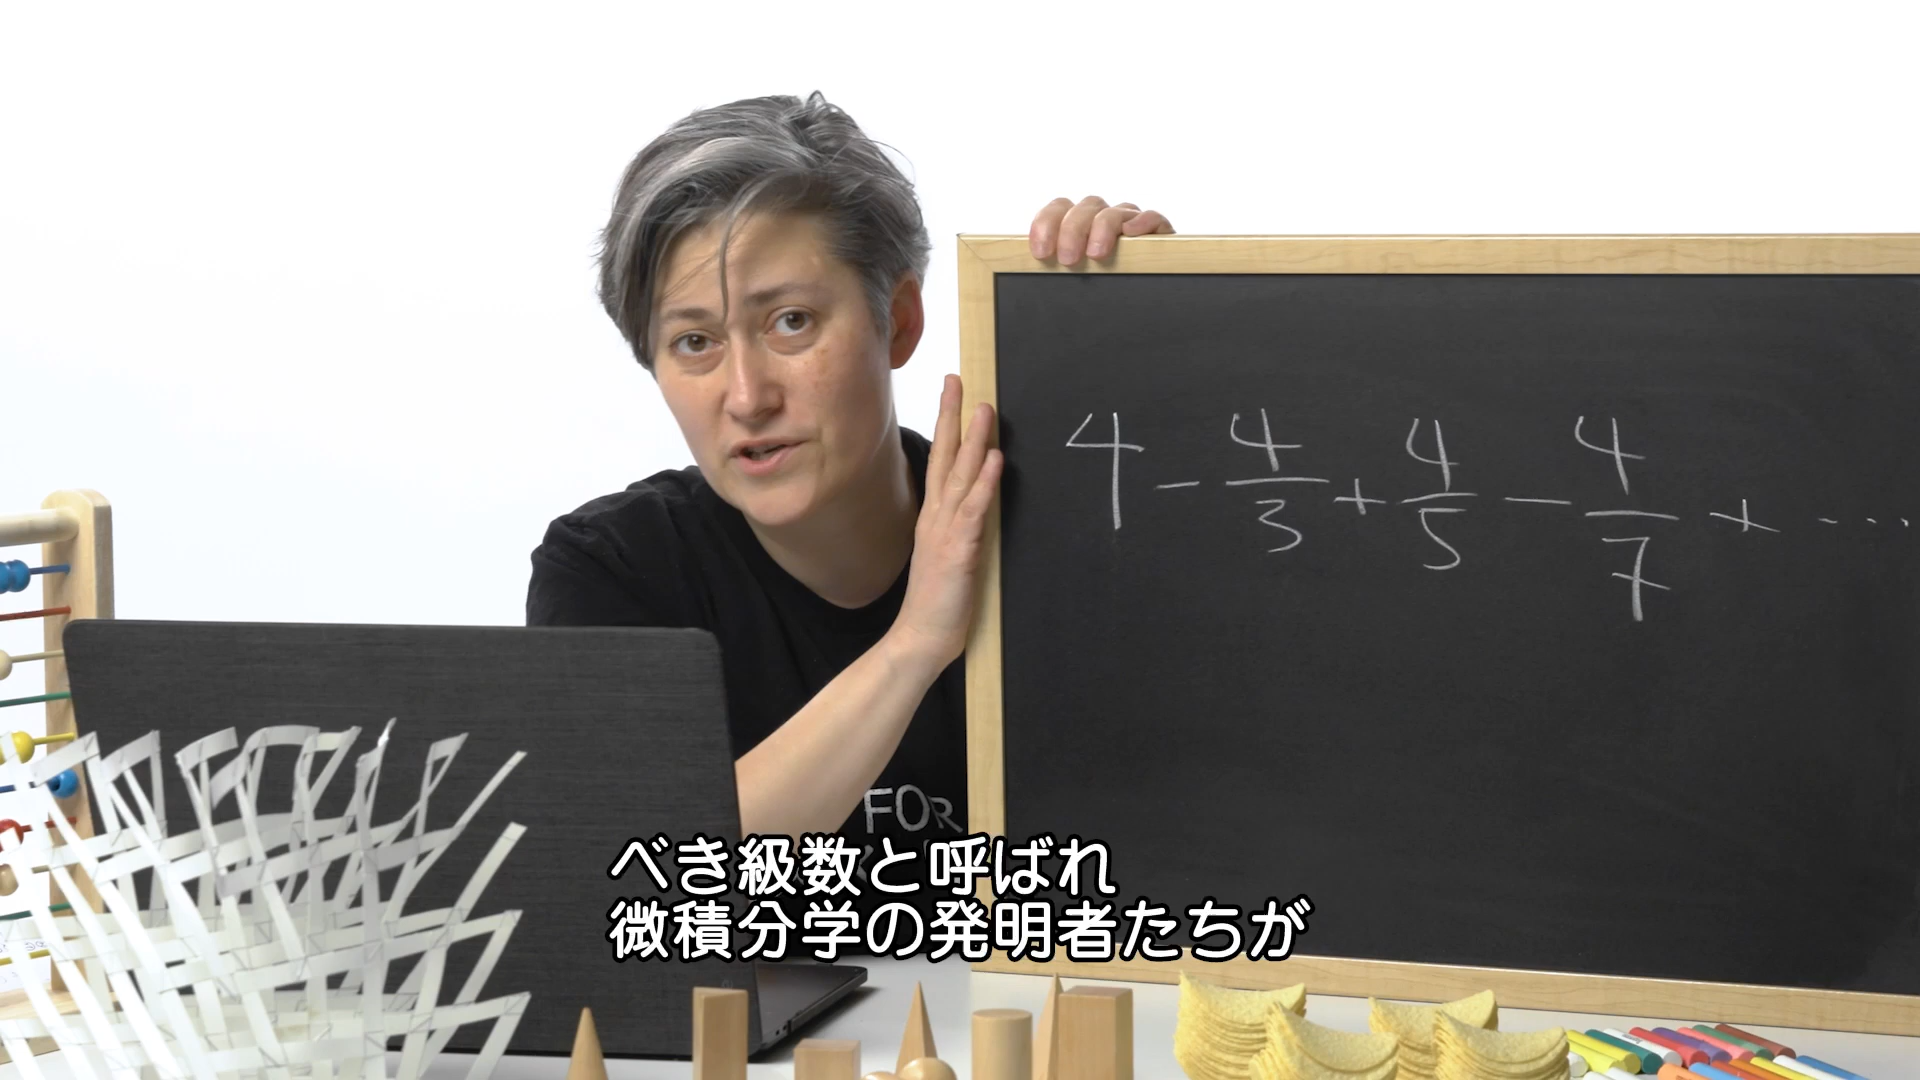 4 - 4/3 + 4/5 - 4/7 + ...
FOR
べき級数と呼ばれ
微積分学の発明者たちが